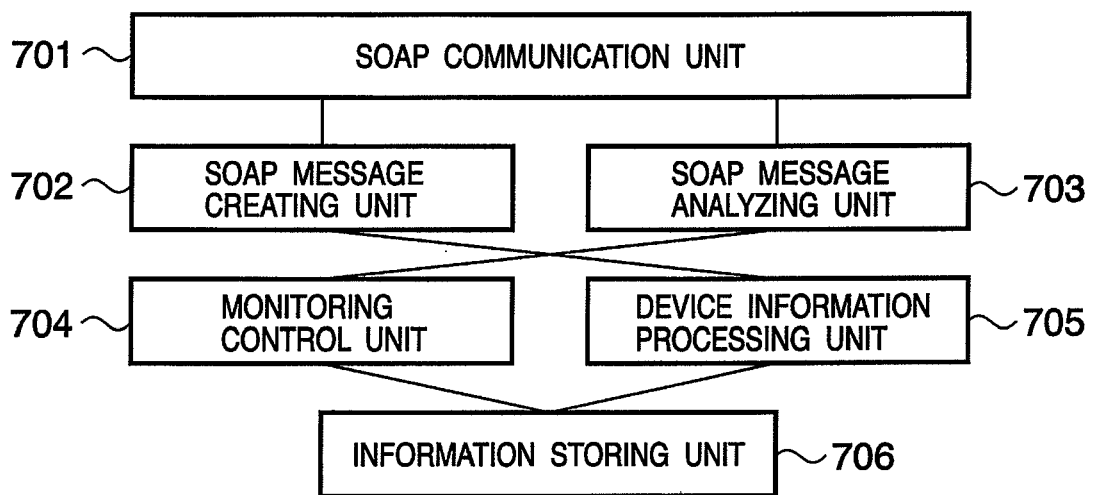 701
SOAP COMMUNICATION UNIT
702
SOAP MESSAGE
CREATING UNIT
SOAP MESSAGE
ANALYZING UNIT
703
704
MONITORING
CONTROL UNIT
DEVICE INFORMATION
PROCESSING UNIT
705
INFORMATION STORING UNIT
706